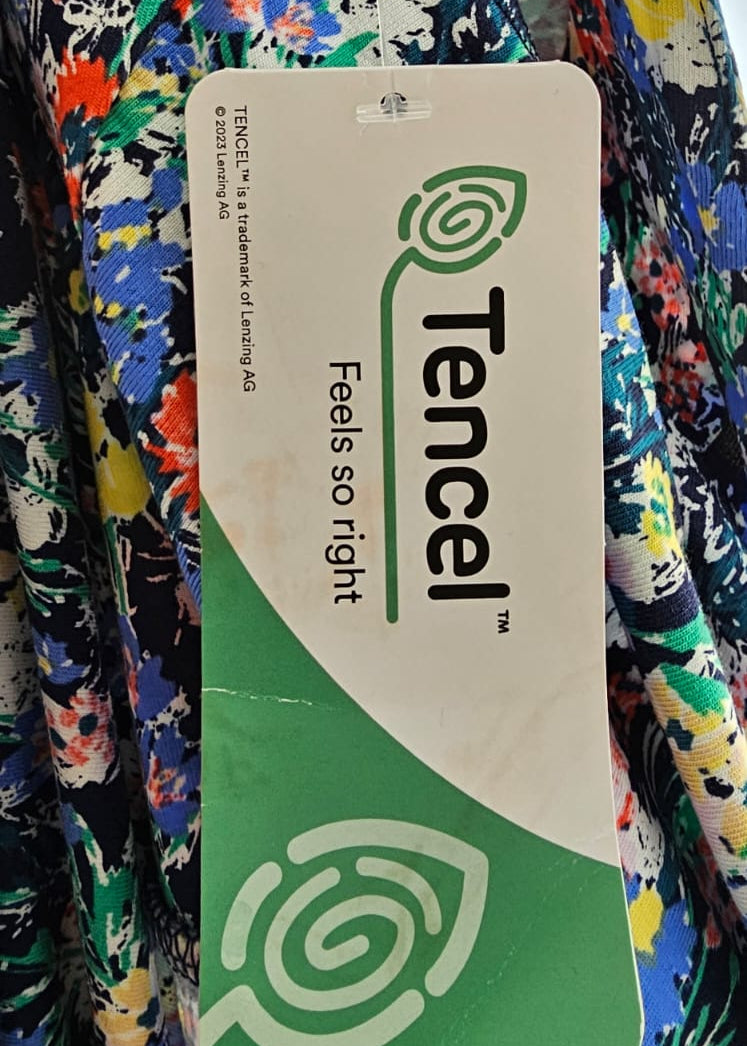 Tencel™
Feels so right
TENCEL™ is a trademark of Lenzing AG
© 2023 Lenzing AG